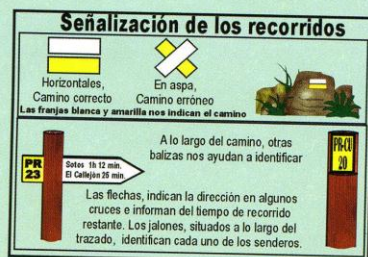 Señalización de los recorridos
Horizontales,
Camino correcto
En aspa,
Camino erróneo
Las franjas blanca y amarilla nos indican el camino
PR
23
Sotos 1h 12 min.
El Callejón 25 min.
A lo largo del camino, otras
balizas nos ayudan a identificar
PR-CU
20
Las flechas, indican la dirección en algunos
cruces e informan del tiempo de recorrido
restante. Los jalones, situados a lo largo del
trazado, identifican cada uno de los senderos.